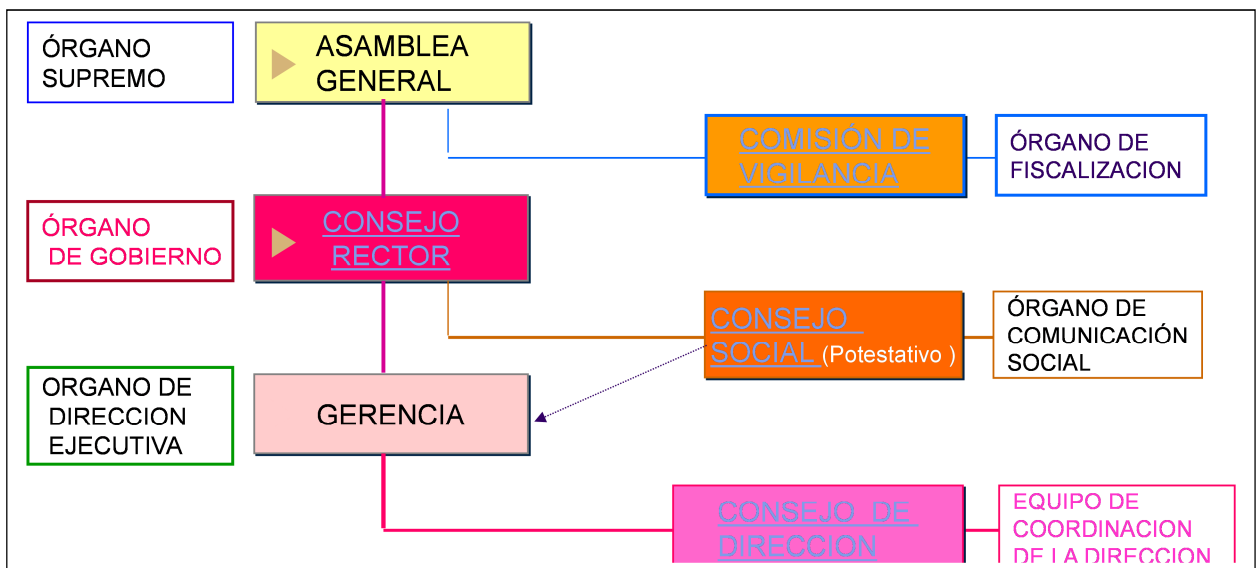 ÓRGANO
SUPREMO
ASAMBLEA
GENERAL
COMISIÓN DE
VIGILANCIA
ÓRGANO DE
FISCALIZACION
ÓRGANO
DE GOBIERNO
CONSEJO
RECTOR
CONSEJO
SOCIAL (Potestativo )
ÓRGANO DE
COMUNICACIÓN
SOCIAL
ORGANO DE
DIRECCION
EJECUTIVA
GERENCIA
CONSEJO DE
DIRECCION
EQUIPO DE
COORDINACION
DE LA DIRECCION